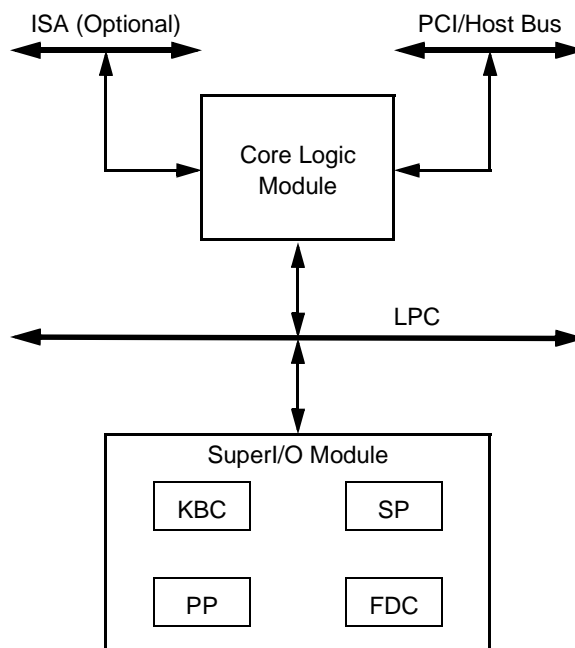 ISA (Optional)
PCI/Host Bus
Core Logic
Module
LPC
SuperI/O Module
KBC
SP
PP
FDC